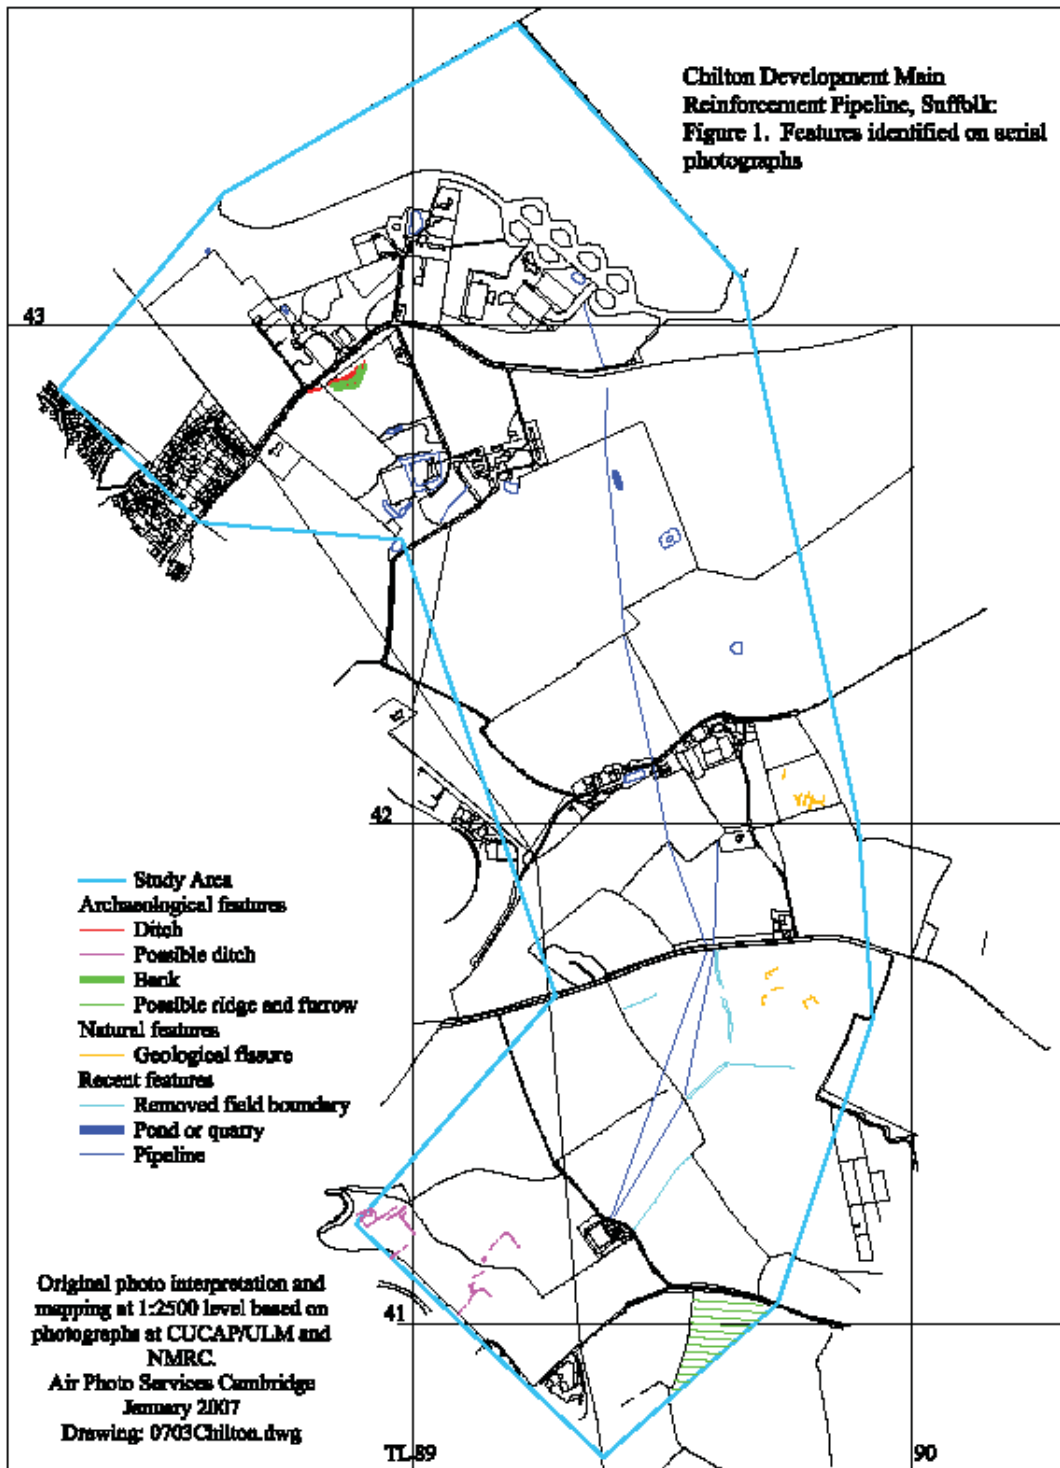 Chilton Development Main
Reinforcement Pipeline, Suffolk:
Figure 1. Features identified on aerial
photographs
43
42
Study Area
Archaeological features
Ditch
Possible ditch
Bank
Possible ridge and furrow
Natural features
Geological fissure
Recent features
Removed field boundary
Pond or quarry
Pipeline
Original photo interpretation and
mapping at 1:2500 level based on
photographs at CUCAP/ULM and
NMRC.
Air Photo Services Cambridge
January 2007
Drawing: 0703Chilton.dwg
41
TL 89
90